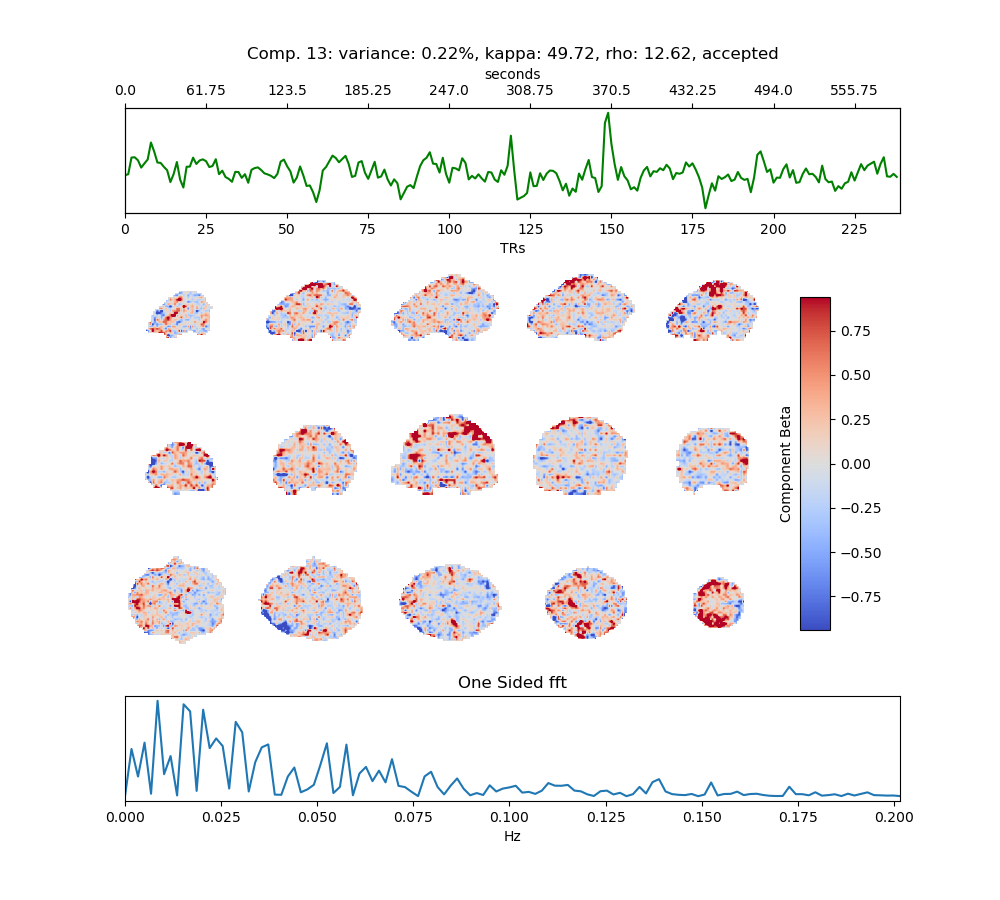 Comp. 13: variance: 0.22%, kappa: 49.72, rho: 12.62, accepted
seconds
0.0 61.75 123.5 185.25 247.0 308.75 370.5 432.25 494.0 555.75
0 25 50 75 100 125 150 175 200 225
TRs
0.75
0.50
0.25
0.00
−0.25
−0.50
−0.75
Component Beta
One Sided fft
0.000 0.025 0.050 0.075 0.100 0.125 0.150 0.175 0.200
Hz